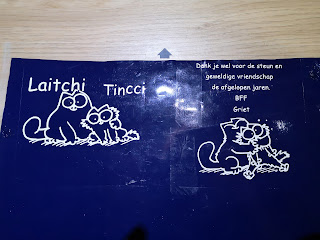 Laitchi Tincci
Dank je wel voor de steun en
geweldige vriendschap
de afgelopen jaren.
BFF
Griet